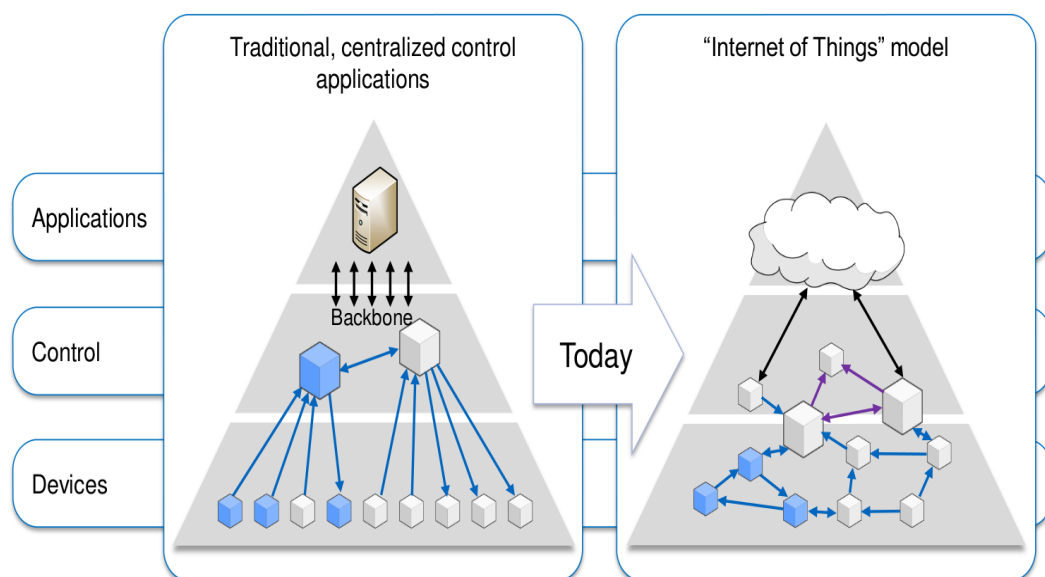 Traditional, centralized control
applications
“Internet of Things” model
Applications
Backbone
Control
Today
Devices